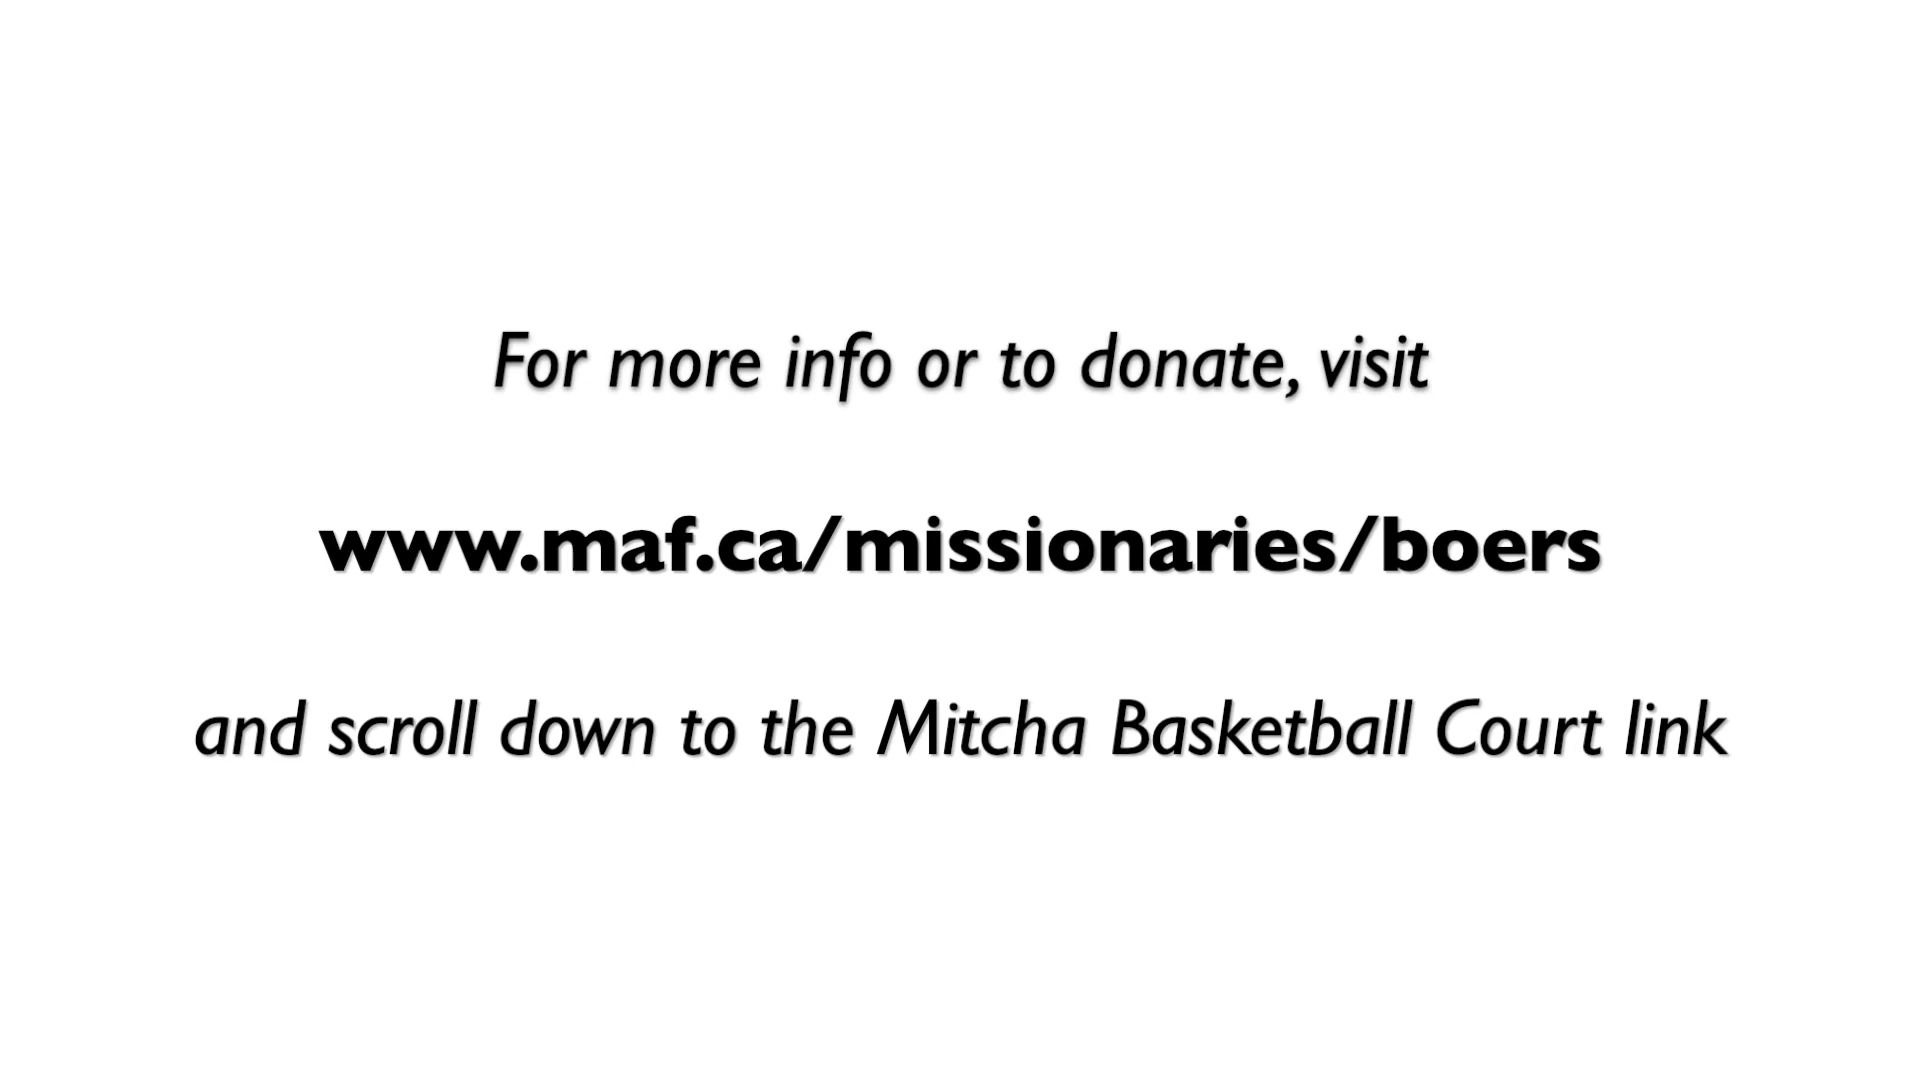 For more info or to donate, visit
www.maf.ca/missionaries/boers
and scroll down to the Mitcha Basketball Court link